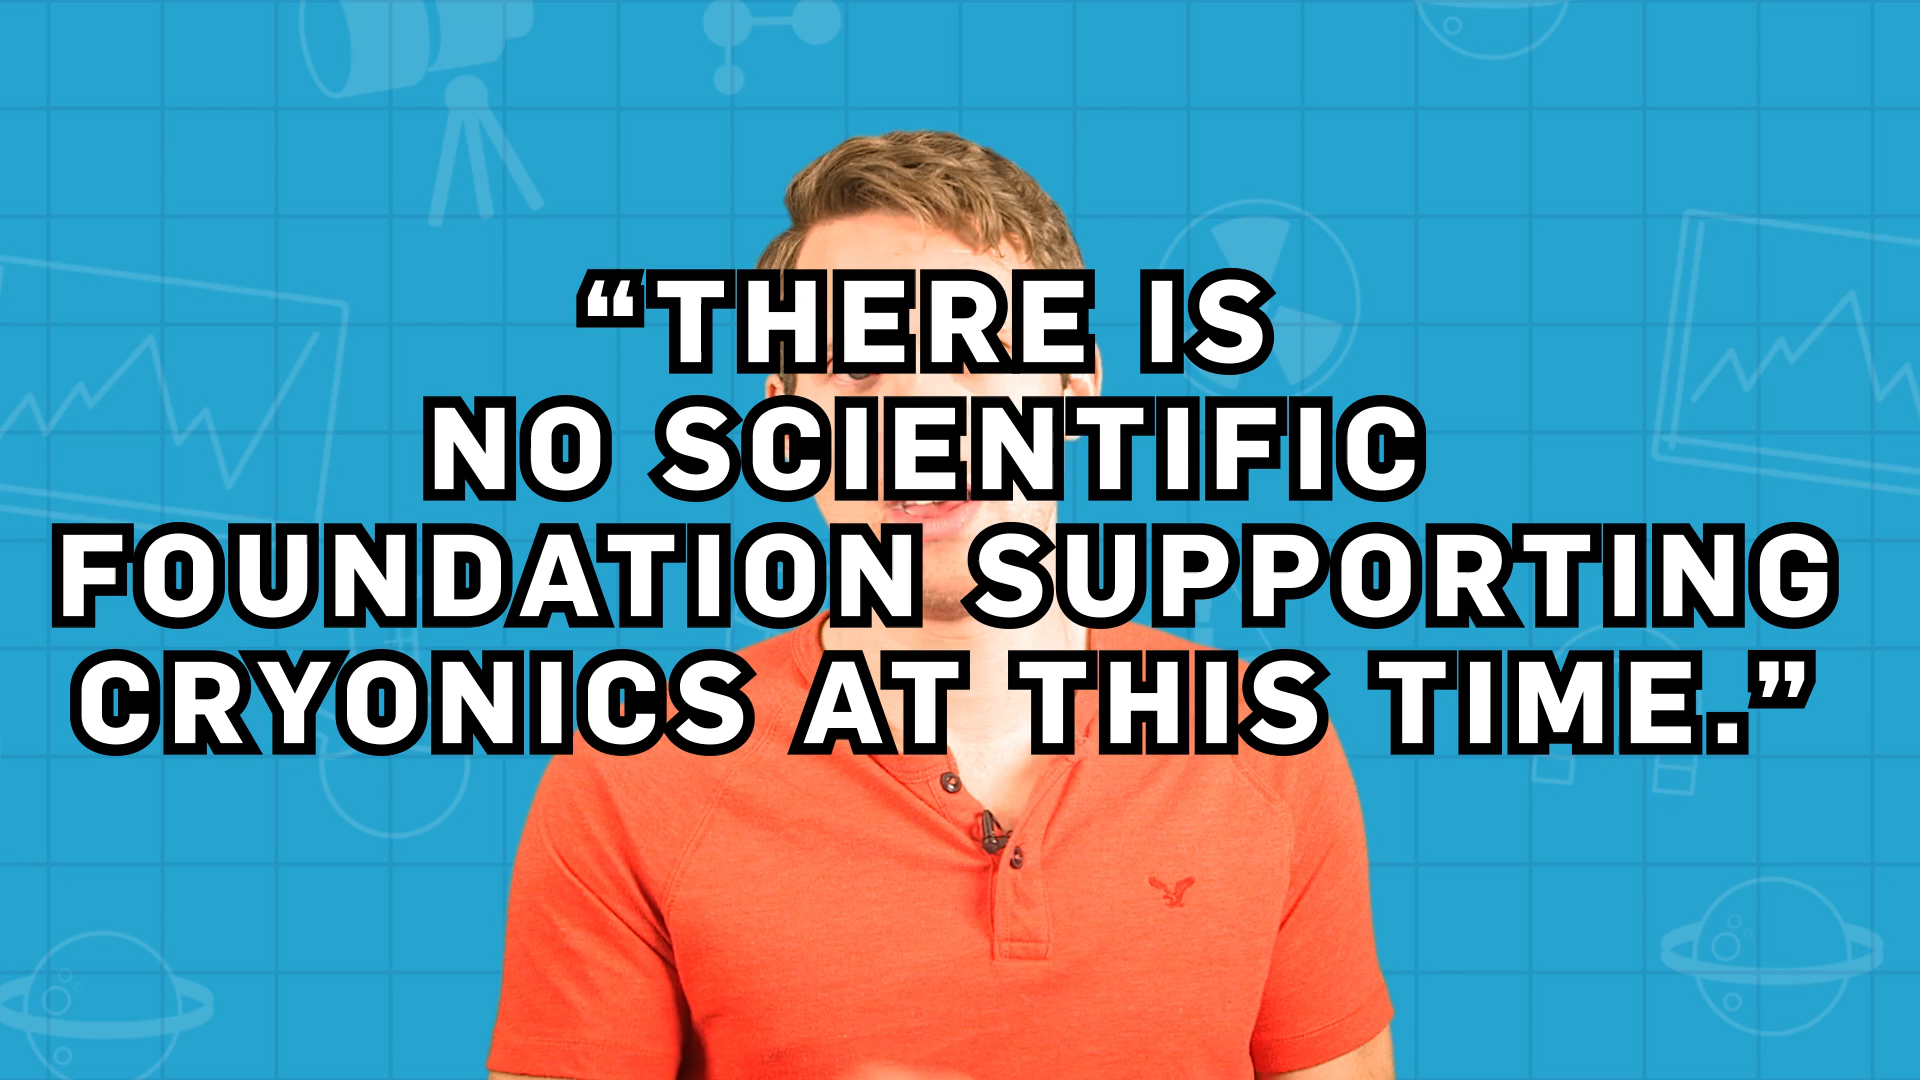 “THERE IS
NO SCIENTIFIC
FOUNDATION SUPPORTING
CRYONICS AT THIS TIME.”